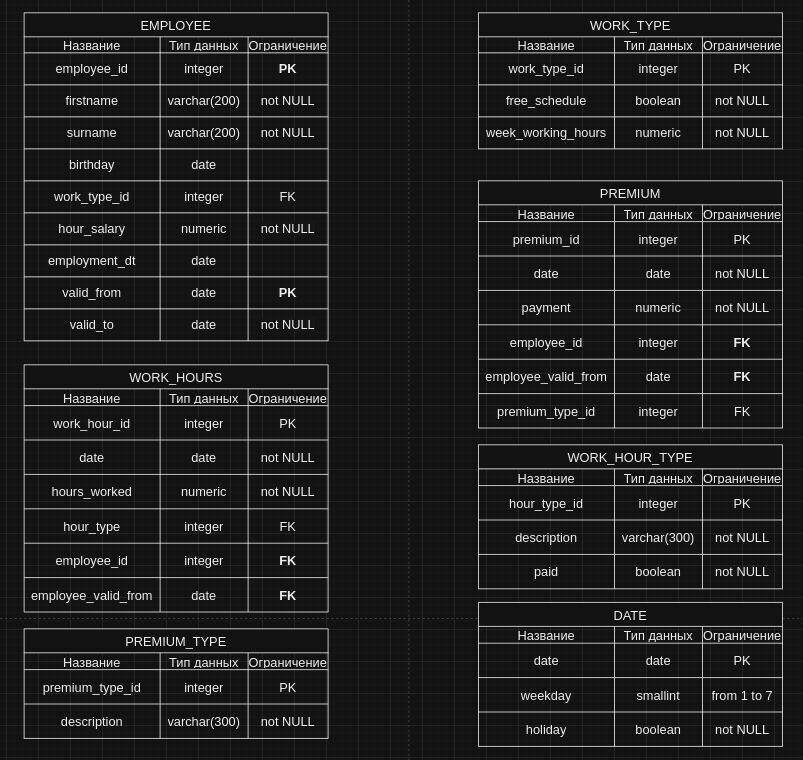 EMPLOYEE
Название Тип данных Ограничение
employee_id integer PK
firstname varchar(200) not NULL
surname varchar(200) not NULL
birthday date
work_type_id integer FK
hour_salary numeric not NULL
employment_dt date
valid_from date PK
valid_to date not NULL
WORK_HOURS
Название Тип данных Ограничение
work_hour_id integer PK
date date not NULL
hours_worked numeric not NULL
hour_type integer FK
employee_id integer FK
employee_valid_from date FK
PREMIUM_TYPE
Название Тип данных Ограничение
premium_type_id integer PK
description varchar(300) not NULL
WORK_TYPE
Название Тип данных Ограничение
work_type_id integer PK
free_schedule boolean not NULL
week_working_hours numeric not NULL
PREMIUM
Название Тип данных Ограничение
premium_id integer PK
date date not NULL
payment numeric not NULL
employee_id integer FK
employee_valid_from date FK
premium_type_id integer FK
WORK_HOUR_TYPE
Название Тип данных Ограничение
hour_type_id integer PK
description varchar(300) not NULL
paid boolean not NULL
DATE
Название Тип данных Ограничение
date date PK
weekday smallint from 1 to 7
holiday boolean not NULL